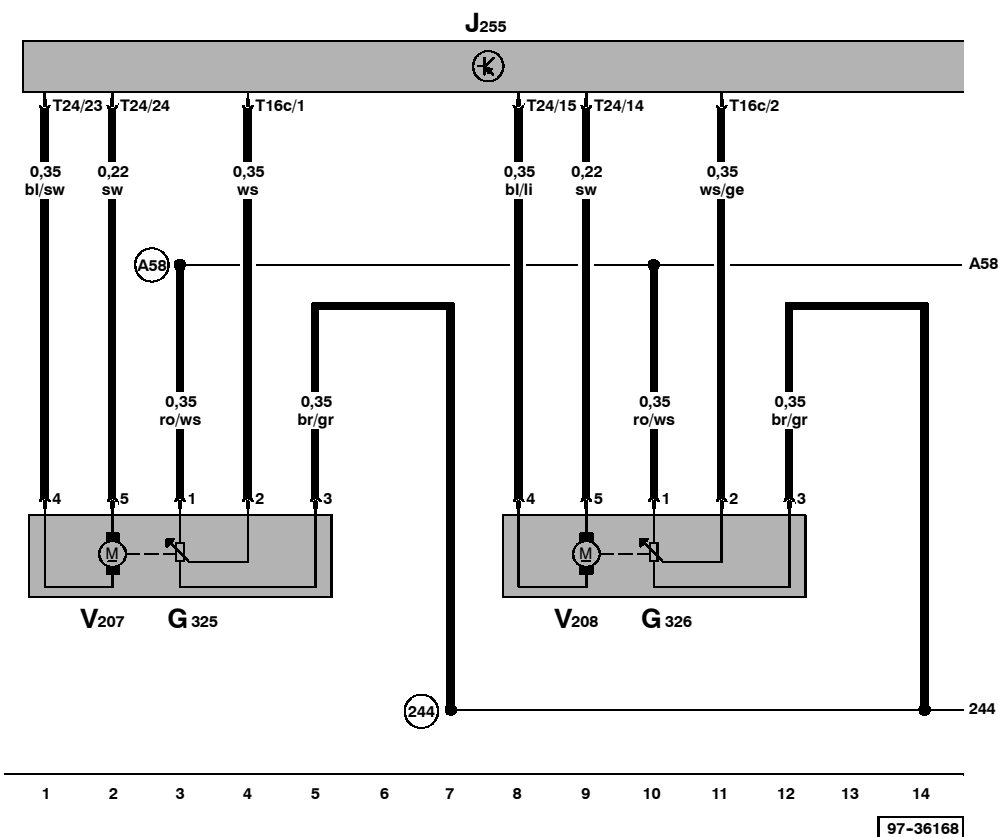 J255
T24/23 T24/24 T16c/1 T24/15 T24/14 T16c/2
0,35 0,22 0,35 0,35 0,22 0,35
bl/sw sw ws bl/li sw ws/ge
A58 A58
0,35 0,35 0,35 0,35
ro/ws br/gr ro/ws br/gr
4 5 1 2 3 4 5 1 2 3
M M
V207 G325 V208 G326
244 244
1 2 3 4 5 6 7 8 9 10 11 12 13 14
97-36168